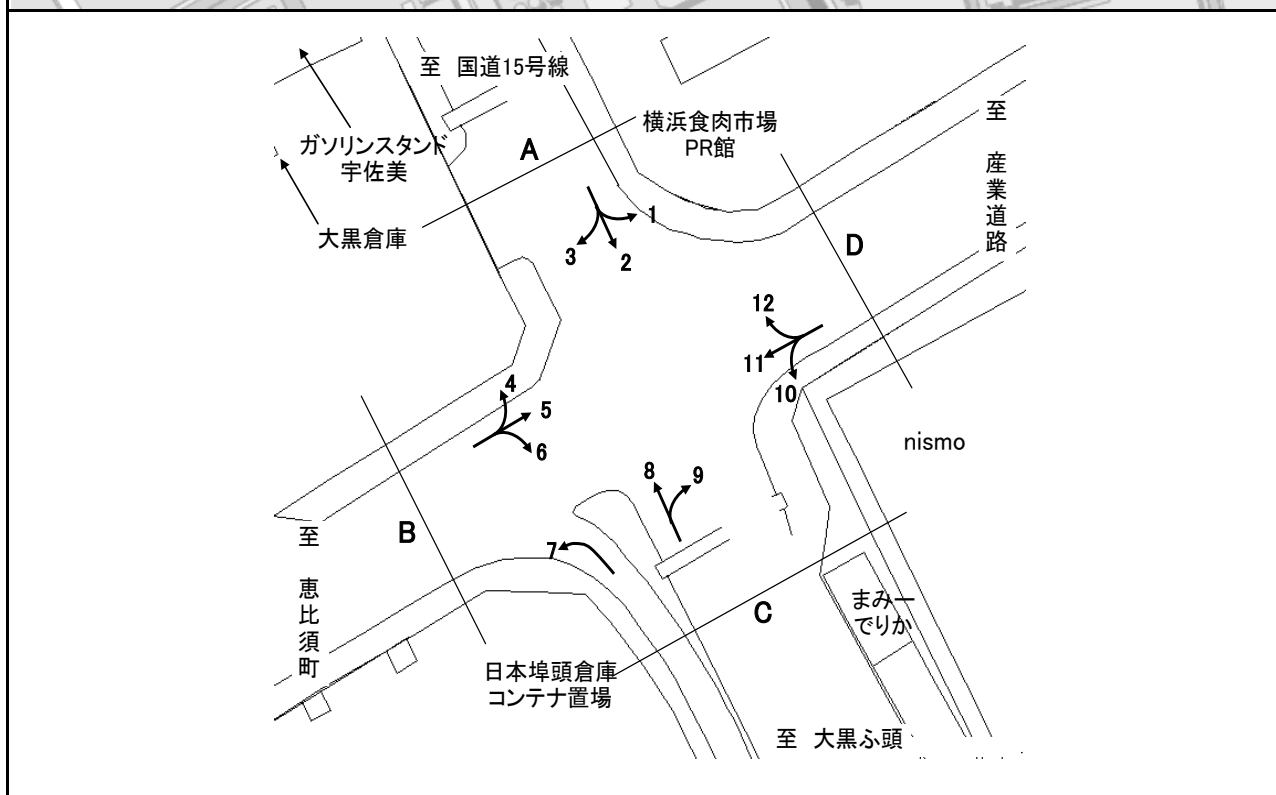 至 国道15号線
ガソリンスタンド
宇佐美
A
横浜食肉市場
PR館
至 産業道路
大黒倉庫
1
3
2
D
12
11
10
4
5
6
nismo
8
9
B
7
至 恵比須町
C
まみー
でりか
日本埠頭倉庫
コンテナ置場
至 大黒ふ頭